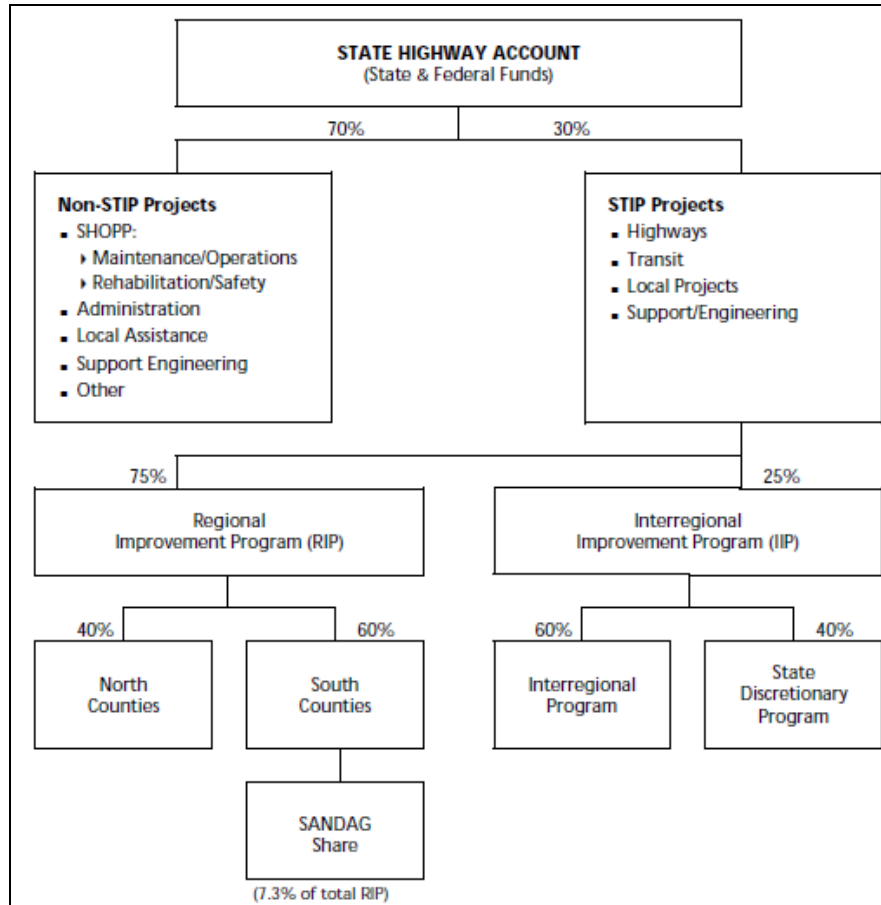 STATE HIGHWAY ACCOUNT
(State & Federal Funds)
70%
30%
Non-STIP Projects
▪ SHOPP:
‣ Maintenance/Operations
‣ Rehabilitation/Safety
▪ Administration
▪ Local Assistance
▪ Support Engineering
▪ Other
STIP Projects
▪ Highways
▪ Transit
▪ Local Projects
▪ Support/Engineering
75%
25%
Regional
Improvement Program (RIP)
Interregional
Improvement Program (IIP)
40%
60%
60%
40%
North
Counties
South
Counties
Interregional
Program
State
Discretionary
Program
SANDAG
Share
(7.3% of total RIP)